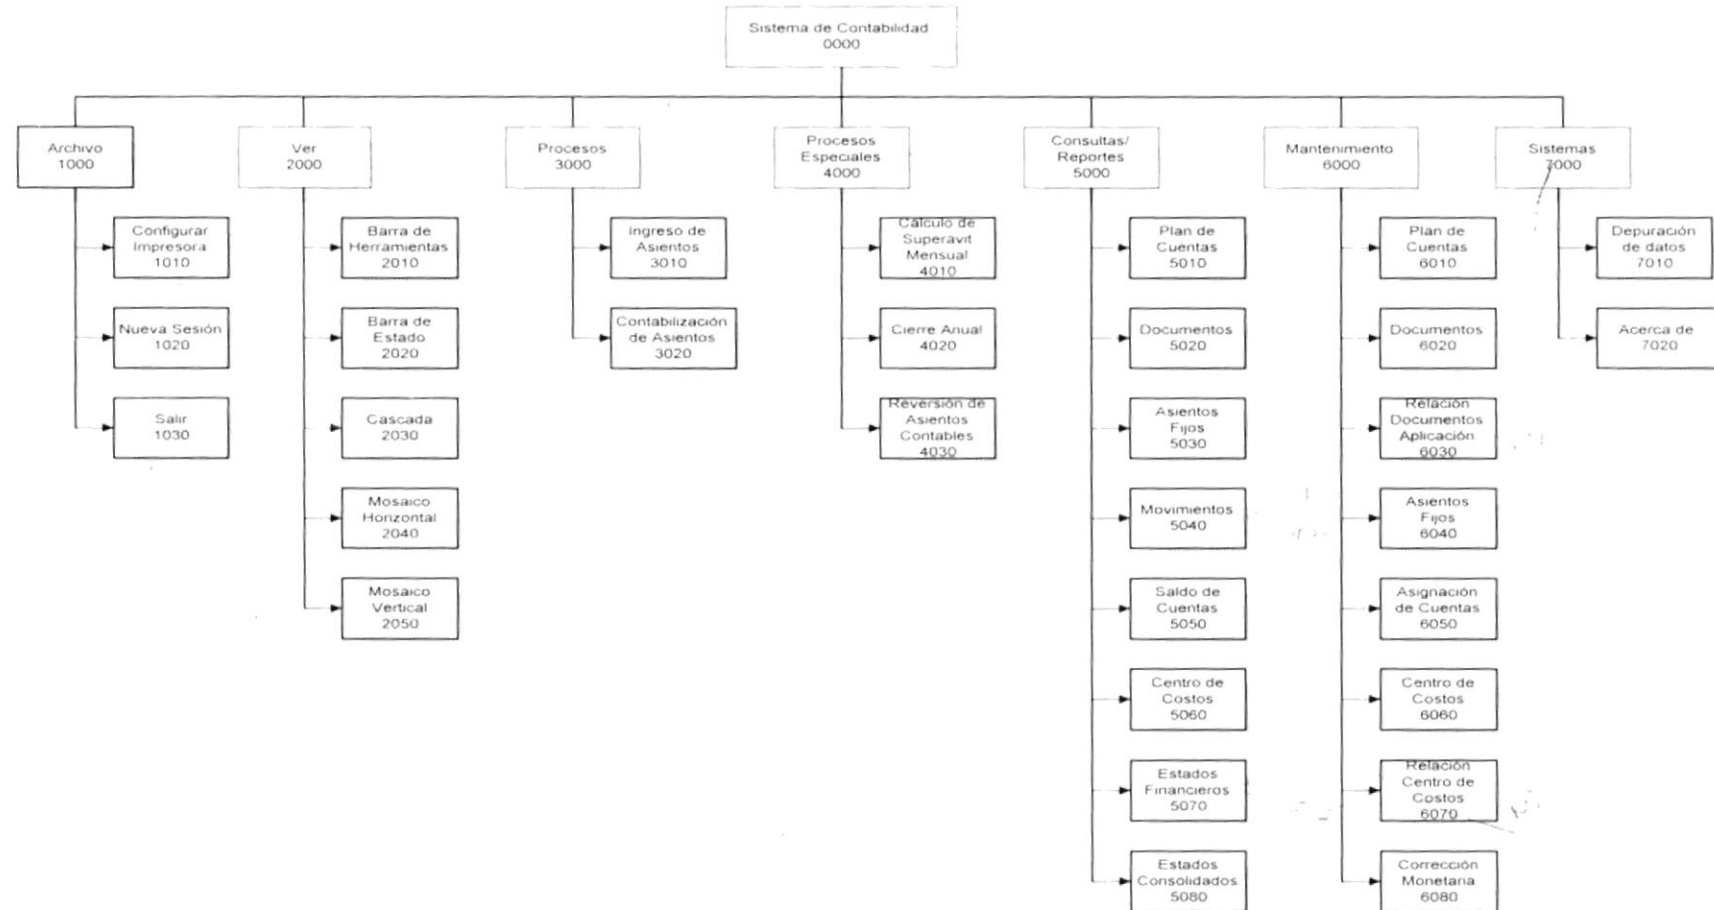 Sistema de Contabilidad
0000
Archivo
1000
Configurar
Impresora
1010
Nueva Sesión
1020
Salir
1030
Ver
2000
Barra de
Herramientas
2010
Barra de
Estado
2020
Cascada
2030
Mosaico
Horizontal
2040
Mosaico
Vertical
2050
Procesos
3000
Ingreso de
Asientos
3010
Contabilización
de Asientos
3020
Procesos
Especiales
4000
Cálculo de
Superávit
Mensual
4010
Cierre Anual
4020
Reversión de
Asientos
Contables
4030
Consultas/
Reportes
5000
Plan de
Cuentas
5010
Documentos
5020
Asientos
Fijos
5030
Movimientos
5040
Saldo de
Cuentas
5050
Centro de
Costos
5060
Estados
Financieros
5070
Estados
Consolidados
5080
Mantenimiento
6000
Plan de
Cuentas
6010
Documentos
6020
Relación
Documentos
Aplicación
6030
Asientos
Fijos
6040
Asignación
de Cuentas
6050
Centro de
Costos
6060
Relación
Centro de
Costos
6070
Corrección
Monetaria
6080
Sistemas
7000
Depuración
de datos
7010
Acerca de
7020